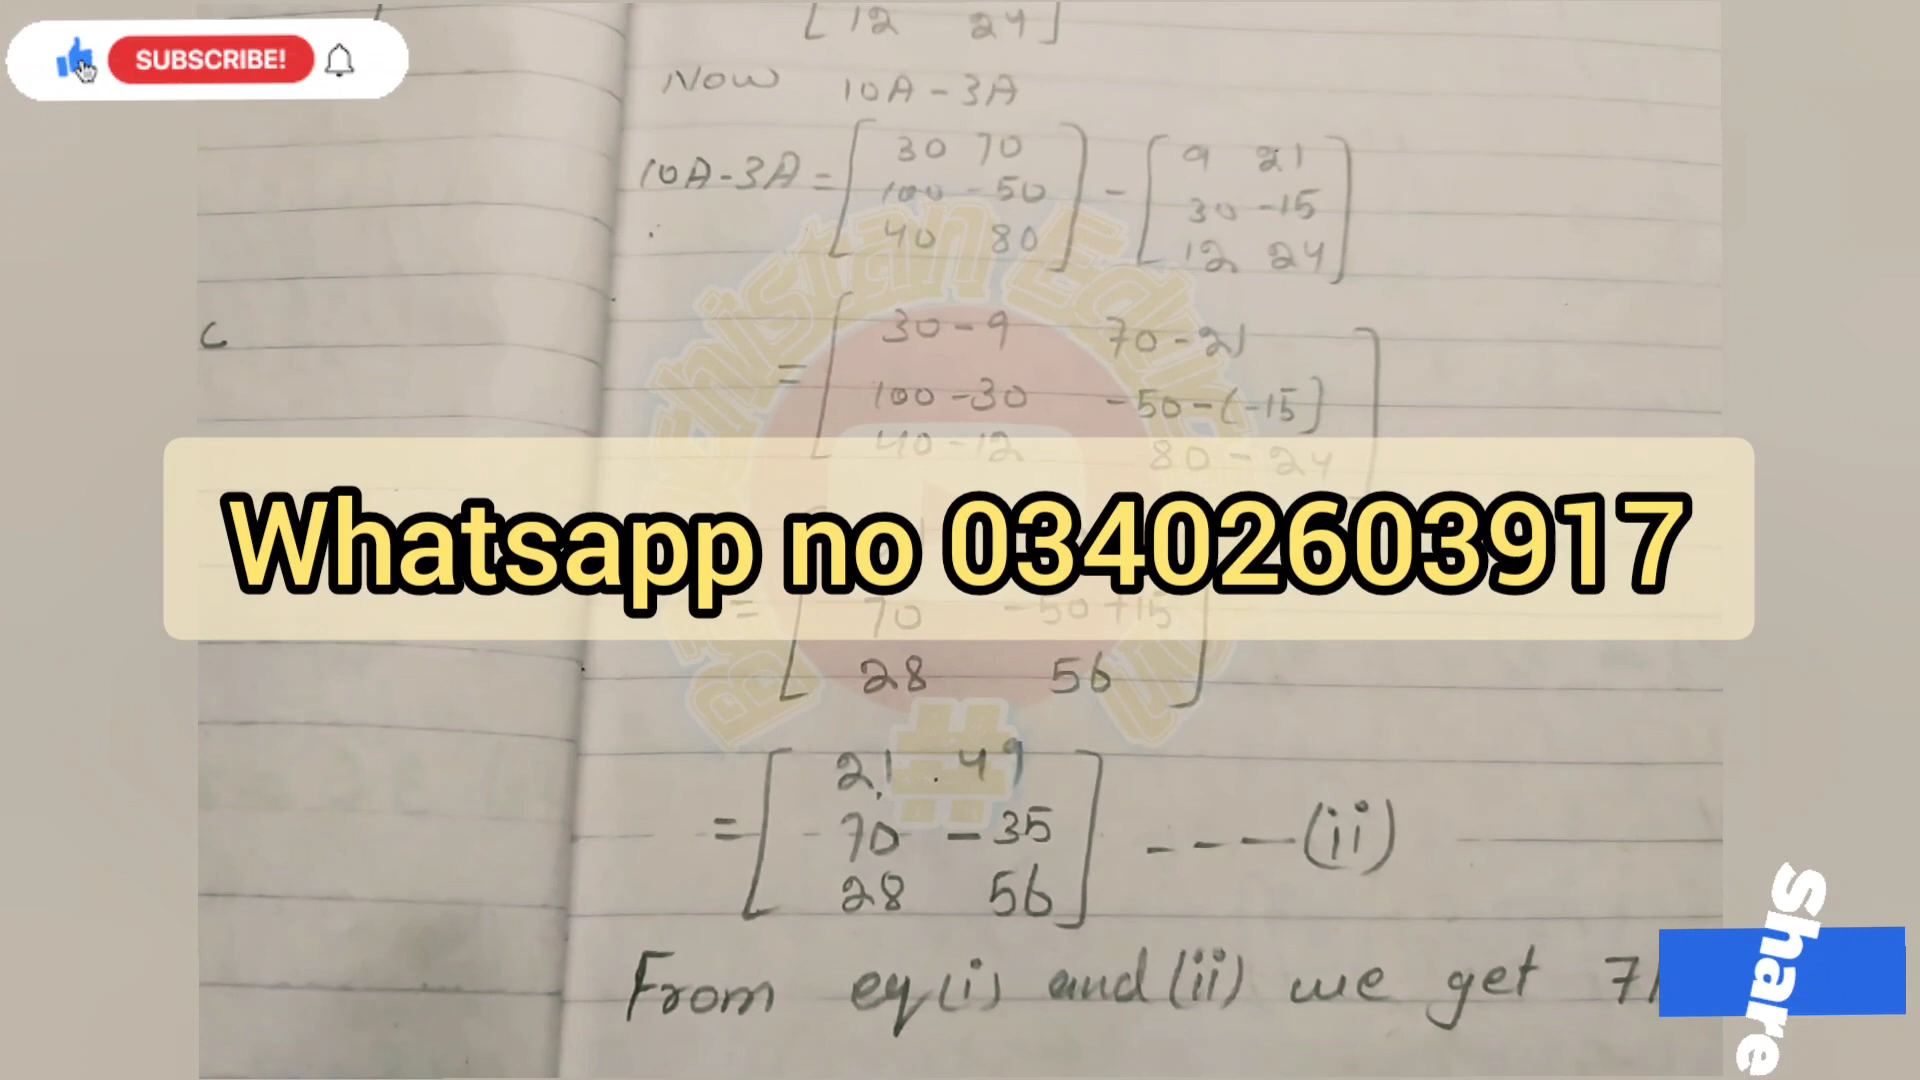 SUBSCRIBE!
[ 12 24 ]
Now 10A - 3A
10A - 3A = [ 30 70 ] - [ 9 21 ]
100 -50 30 -15
40 80 12 24
= [ 30 - 9 70 - 21 ]
100 - 30 -50 - (-15)
40 - 12 80 - 24
Whatsapp no 03402603917
= 70 -50 + 15
28 56
= [ 21 49 ]
70 -35
28 56 - - - - (ii)
From eq (i) and (ii) we get
Share
c